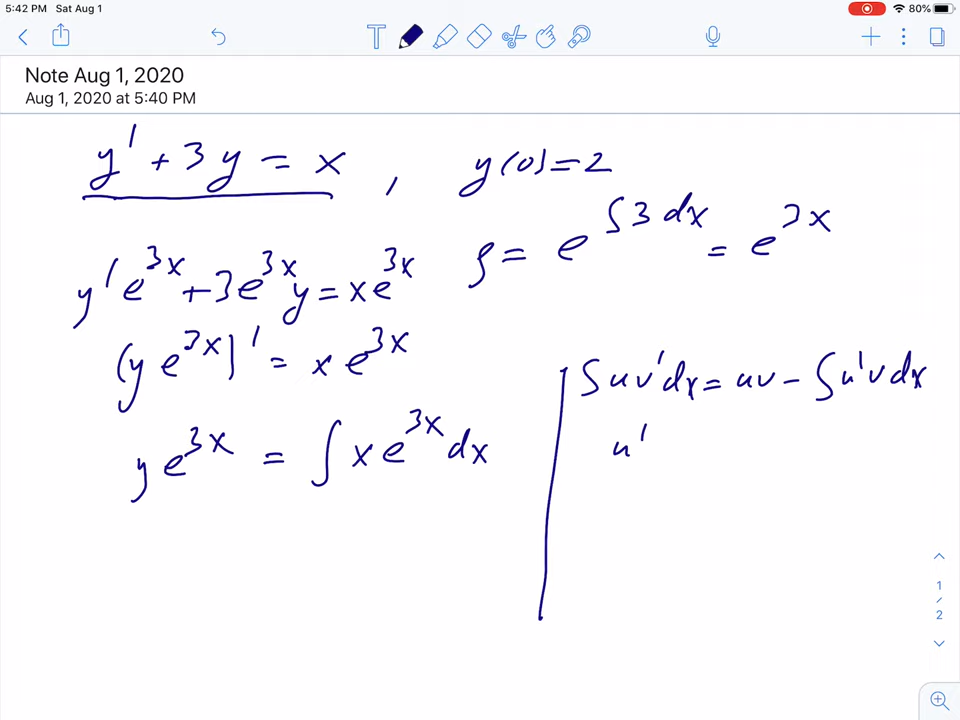 5:42 PM Sat Aug 1 80%
T
Note Aug 1, 2020
Aug 1, 2020 at 5:40 PM
y' + 3y = x , y(0) = 2
ρ = e^∫3dx = e^3x
y'e^3x + 3e^3x y = xe^3x
(ye^3x)' = xe^3x
∫uv'dx = uv - ∫u'vdx
ye^3x = ∫xe^3x dx
u'
1
/
2